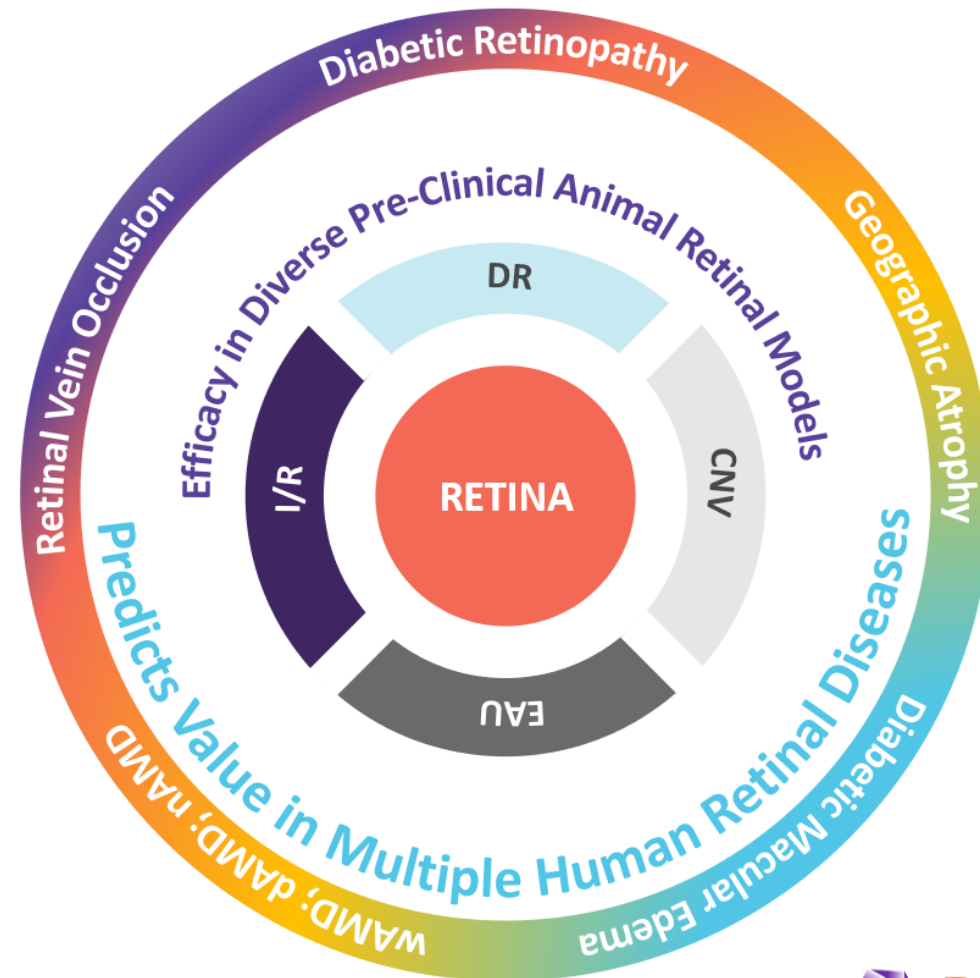 Diabetic Retinopathy
Geographic Atrophy
Diabetic Macular Edema
wAMD; dAMD; nAMD
Retinal Vein Occlusion
Efficacy in Diverse Pre-Clinical Animal Retinal Models
Predicts Value in Multiple Human Retinal Diseases
DR
CNV
EAU
I/R
RETINA